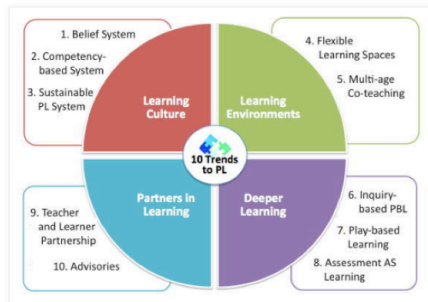 1. Belief System
2. Competency-
based System
3. Sustainable
PL System
Learning
Culture
4. Flexible
Learning Spaces
5. Multi-age
Co-teaching
Learning
Environments
10 Trends
to PL
Partners in
Learning
9. Teacher
and Learner
Partnership
10. Advisories
Deeper
Learning
6. Inquiry-
based PBL
7. Play-based
Learning
8. Assessment AS
Learning